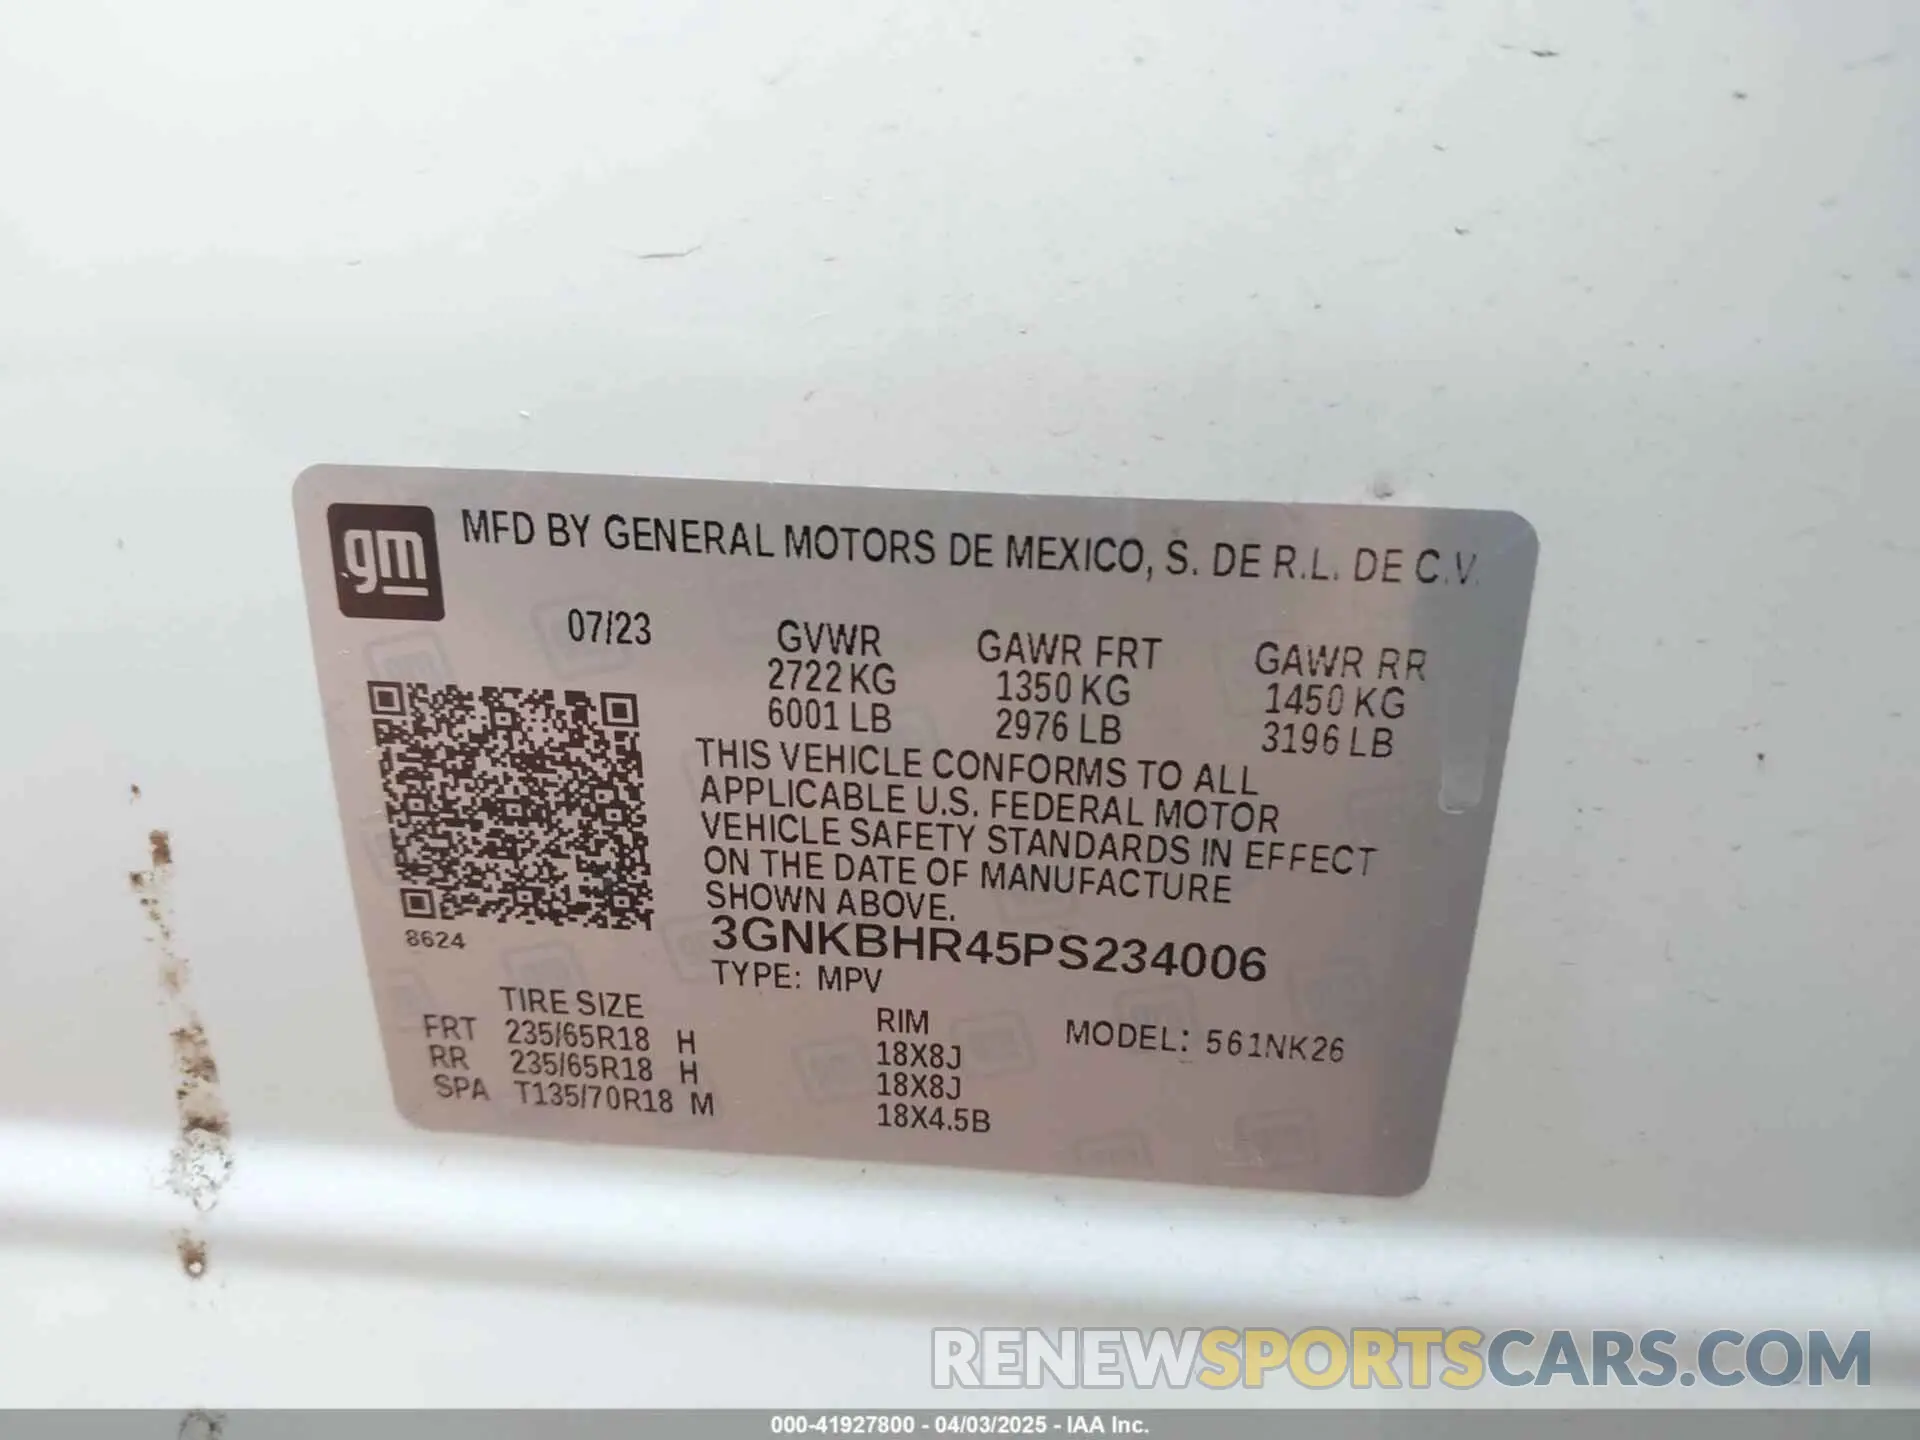 gm MFD BY GENERAL MOTORS DE MEXICO, S. DE R.L. DE C.V.
07/23
GVWR GAWR FRT GAWR RR
2722 KG 1350 KG 1450 KG
6001 LB 2976 LB 3196 LB
THIS VEHICLE CONFORMS TO ALL
APPLICABLE U.S. FEDERAL MOTOR
VEHICLE SAFETY STANDARDS IN EFFECT
ON THE DATE OF MANUFACTURE
SHOWN ABOVE.
8624
3GNKBHR45PS234006
TYPE: MPV
TIRE SIZE RIM MODEL: 561NK26
FRT 235/65R18 H 18X8J
RR 235/65R18 H 18X8J
SPA T135/70R18 M 18X4.5B
RENEWSPORTSCARS.COM
000-41927800 - 04/03/2025 - IAA Inc.